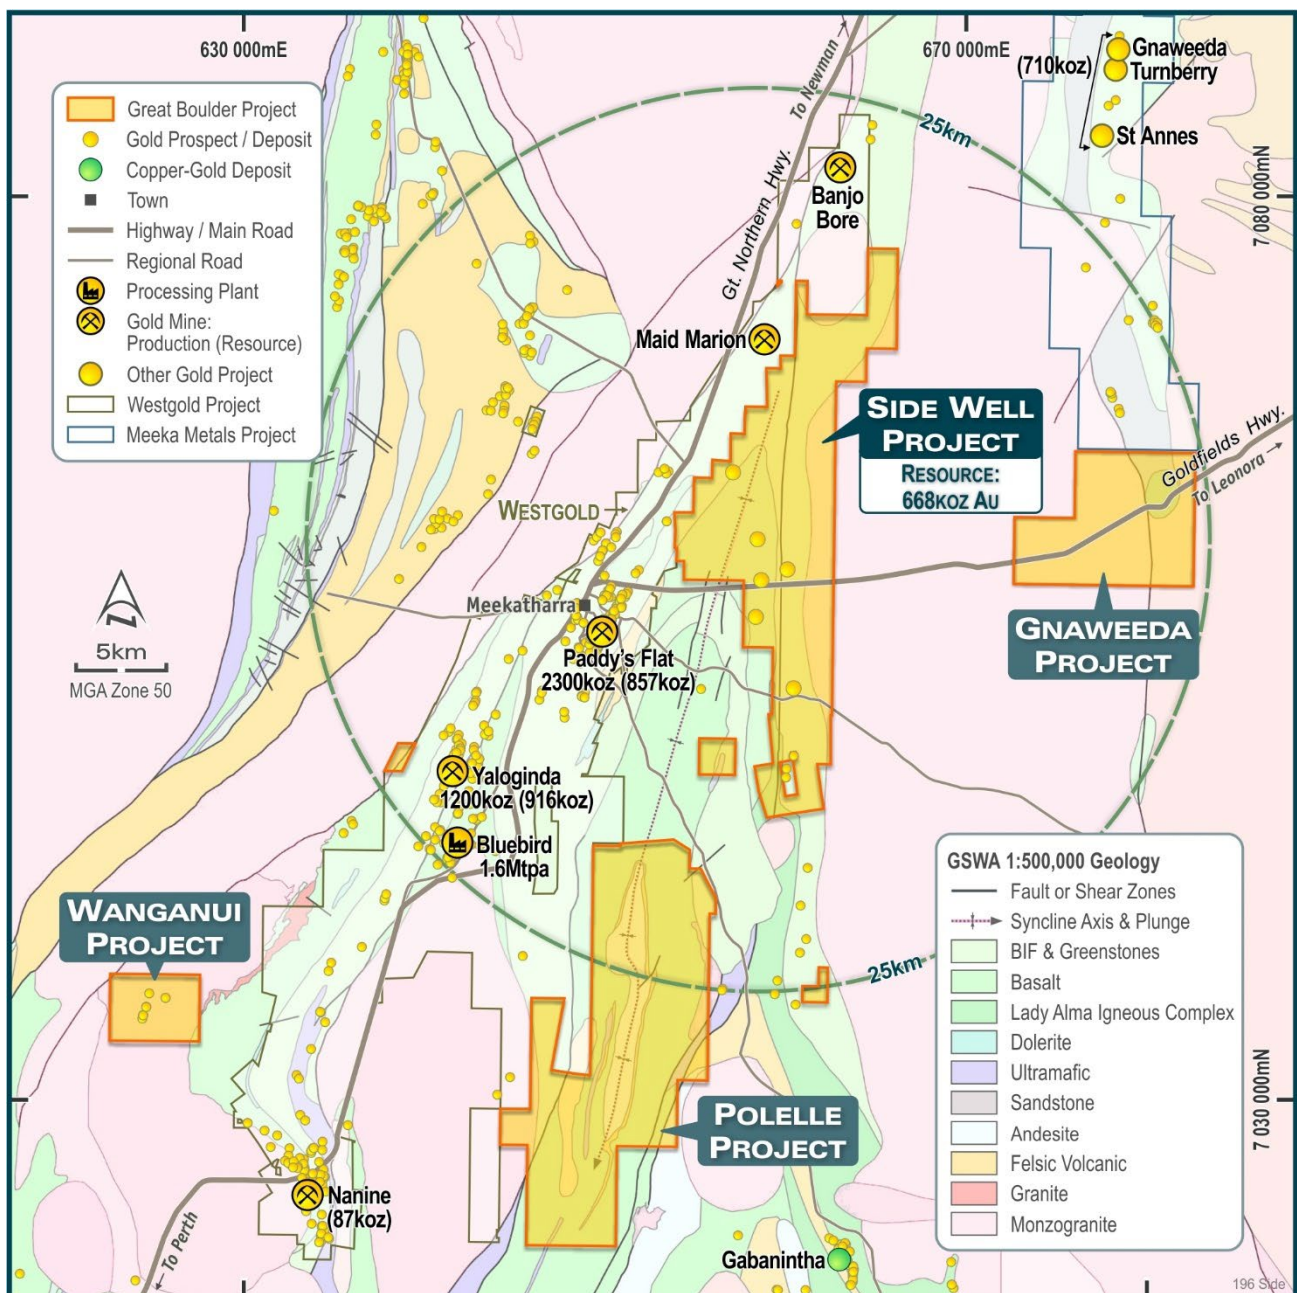 630 000mE
670 000mE
7 080 000mN
7 030 000mN
Great Boulder Project
Gold Prospect / Deposit
Copper-Gold Deposit
Town
Highway / Main Road
Regional Road
Processing Plant
Gold Mine:
Production (Resource)
Other Gold Project
Westgold Project
Meeka Metals Project
To Newman →
Gt. Northern Hwy.
25km
(710koz)
Gnaweeda
Turnberry
St Annes
Banjo
Bore
Maid Marion
SIDE WELL
PROJECT
RESOURCE:
668KOZ AU
Goldfields Hwy.
To Leonora →
WESTGOLD →
Meekatharra
5km
MGA Zone 50
GNAWEEDA
PROJECT
Paddy's Flat
2300koz (857koz)
Yaloginda
1200koz (916koz)
Bluebird
1.6Mtpa
WANGANUI
PROJECT
25km
POLELLE
PROJECT
Nanine
(87koz)
← To Perth
Gabanintha
GSWA 1:500,000 Geology
Fault or Shear Zones
Syncline Axis & Plunge
BIF & Greenstones
Basalt
Lady Alma Igneous Complex
Dolerite
Ultramafic
Sandstone
Andesite
Felsic Volcanic
Granite
Monzogranite
196 Side